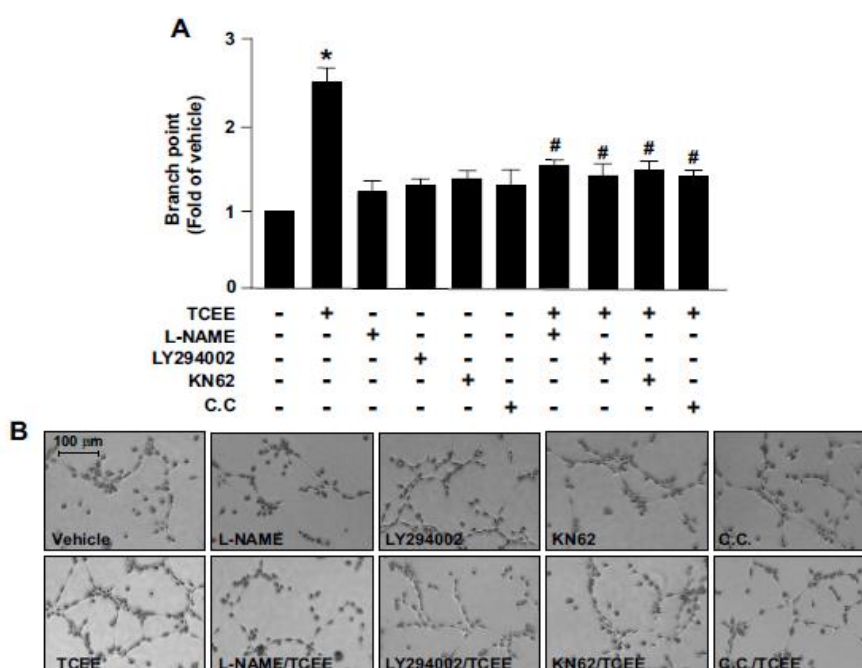 A
3
2
1
0
Branch point
(Fold of vehicle)
*
# # # #
TCEE - + - - - - + + + +
L-NAME - - + - - - + - - -
LY294002 - - - + - - - + - -
KN62 - - - - + - - - + -
C.C - - - - - + - - - +
B
100 μm
Vehicle L-NAME LY294002 KN62 C.C.
TCEE L-NAME/TCEE LY294002/TCEE KN62/TCEE C.C./TCEE